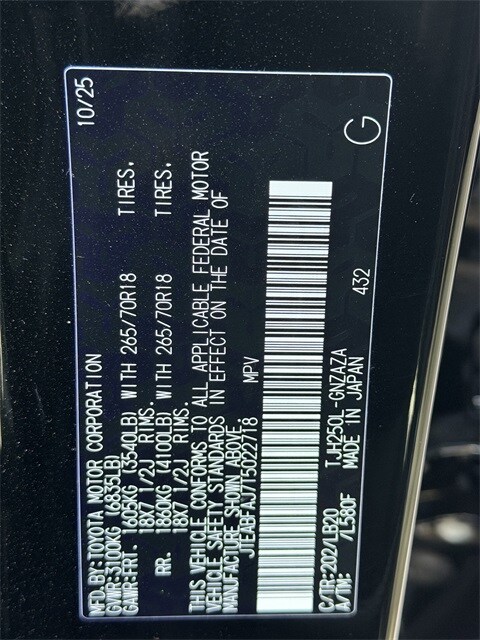 MFD.BY:TOYOTA MOTOR CORPORATION 10/25
GVWR:3100KG (6835LB)
GAWR:FRT. 1605KG (3540LB) WITH 265/70R18 TIRES.
18X7 1/2J RIMS.
RR. 1860KG (4100LB) WITH 265/70R18 TIRES.
18X7 1/2J RIMS.
THIS VEHICLE CONFORMS TO ALL APPLICABLE FEDERAL MOTOR
VEHICLE SAFETY STANDARDS IN EFFECT ON THE DATE OF
MANUFACTURE SHOWN ABOVE.
JTEABFAJ7T5022718 MPV
C/TR:202/LB20 TJH250L-GNZAZA
A/TM: /L580F MADE IN JAPAN 432 G